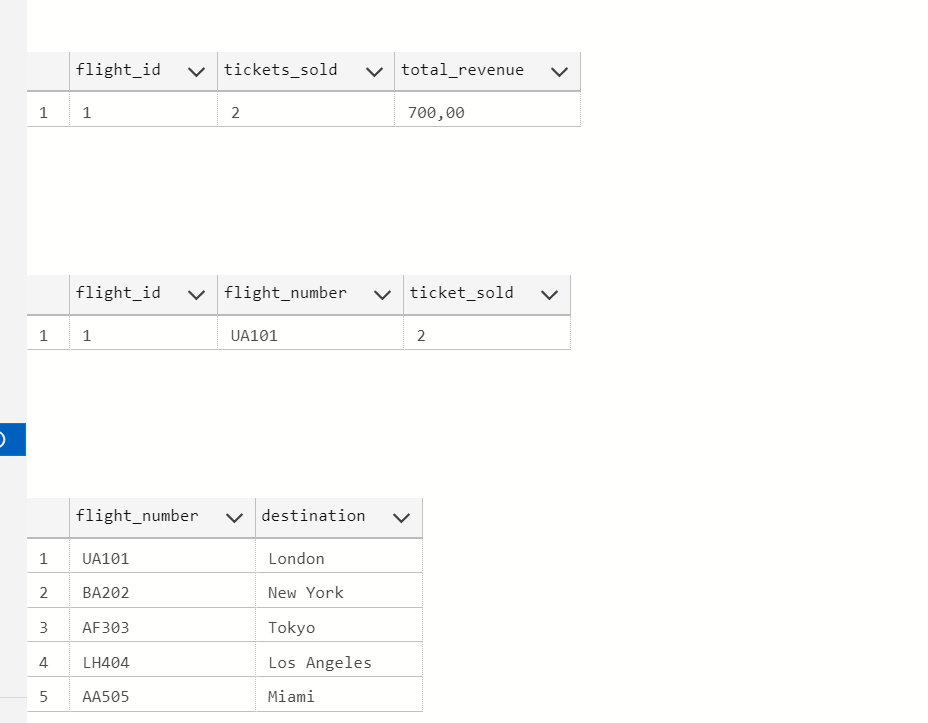 flight_id tickets_sold total_revenue
1 1 2 700,00
flight_id flight_number ticket_sold
1 1 UA101 2
flight_number destination
1 UA101 London
2 BA202 New York
3 AF303 Tokyo
4 LH404 Los Angeles
5 AA505 Miami